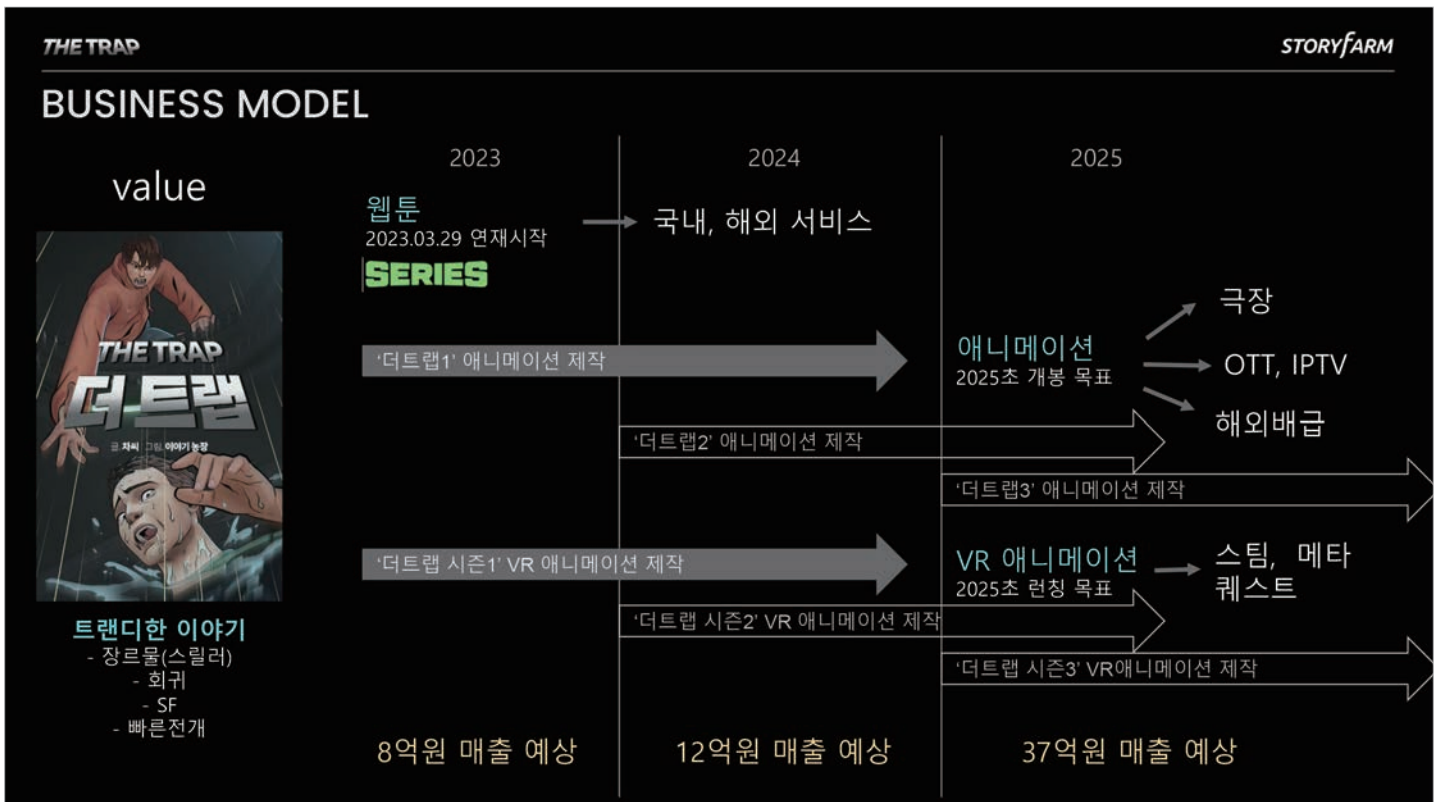 THE TRAP
STORYFARM
BUSINESS MODEL
value
THE TRAP
더 트랩
글 차씨 그림 이야기 농장
트랜디한 이야기
- 장르물(스릴러)
- 회귀
- SF
- 빠른전개
2023
2024
2025
웹툰
2023.03.29 연재시작
SERIES
국내, 해외 서비스
‘더트랩1’ 애니메이션 제작
애니메이션
2025초 개봉 목표
극장
OTT, IPTV
해외배급
‘더트랩2’ 애니메이션 제작
‘더트랩3’ 애니메이션 제작
‘더트랩 시즌1’ VR 애니메이션 제작
VR 애니메이션
2025초 런칭 목표
스팀, 메타
퀘스트
‘더트랩 시즌2’ VR 애니메이션 제작
‘더트랩 시즌3’ VR애니메이션 제작
8억원 매출 예상
12억원 매출 예상
37억원 매출 예상